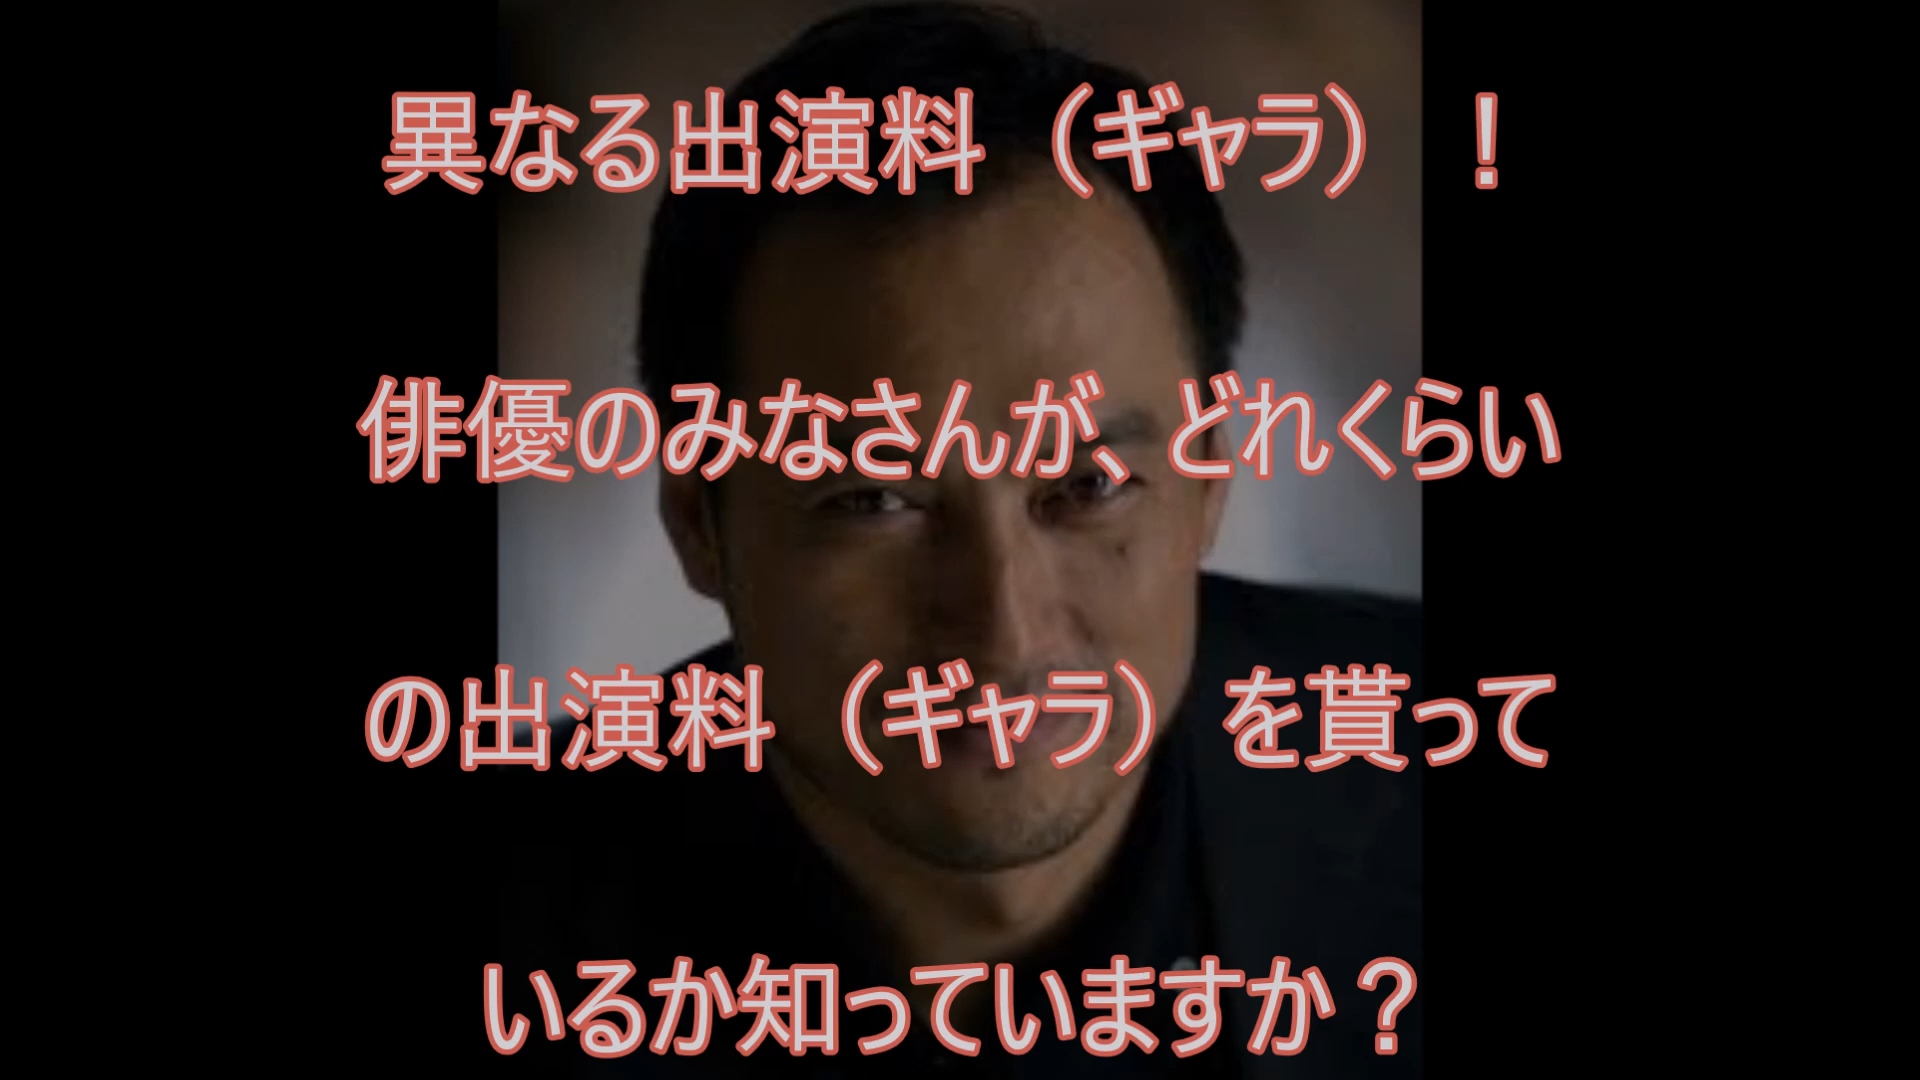 異なる出演料（ギャラ）！
俳優のみなさんが、どれくらい
の出演料（ギャラ）を貰って
いるか知っていますか？